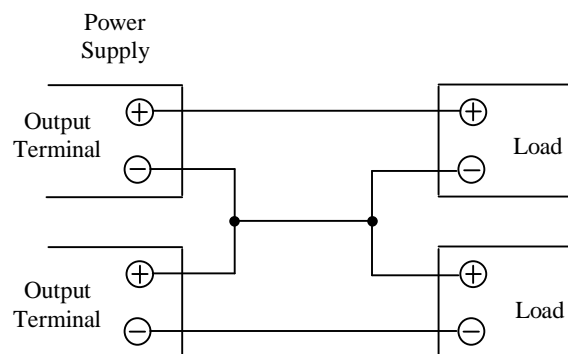 Power
Supply
Output
Terminal
+
+
Load
−
−
Output
Terminal
+
+
Load
−
−